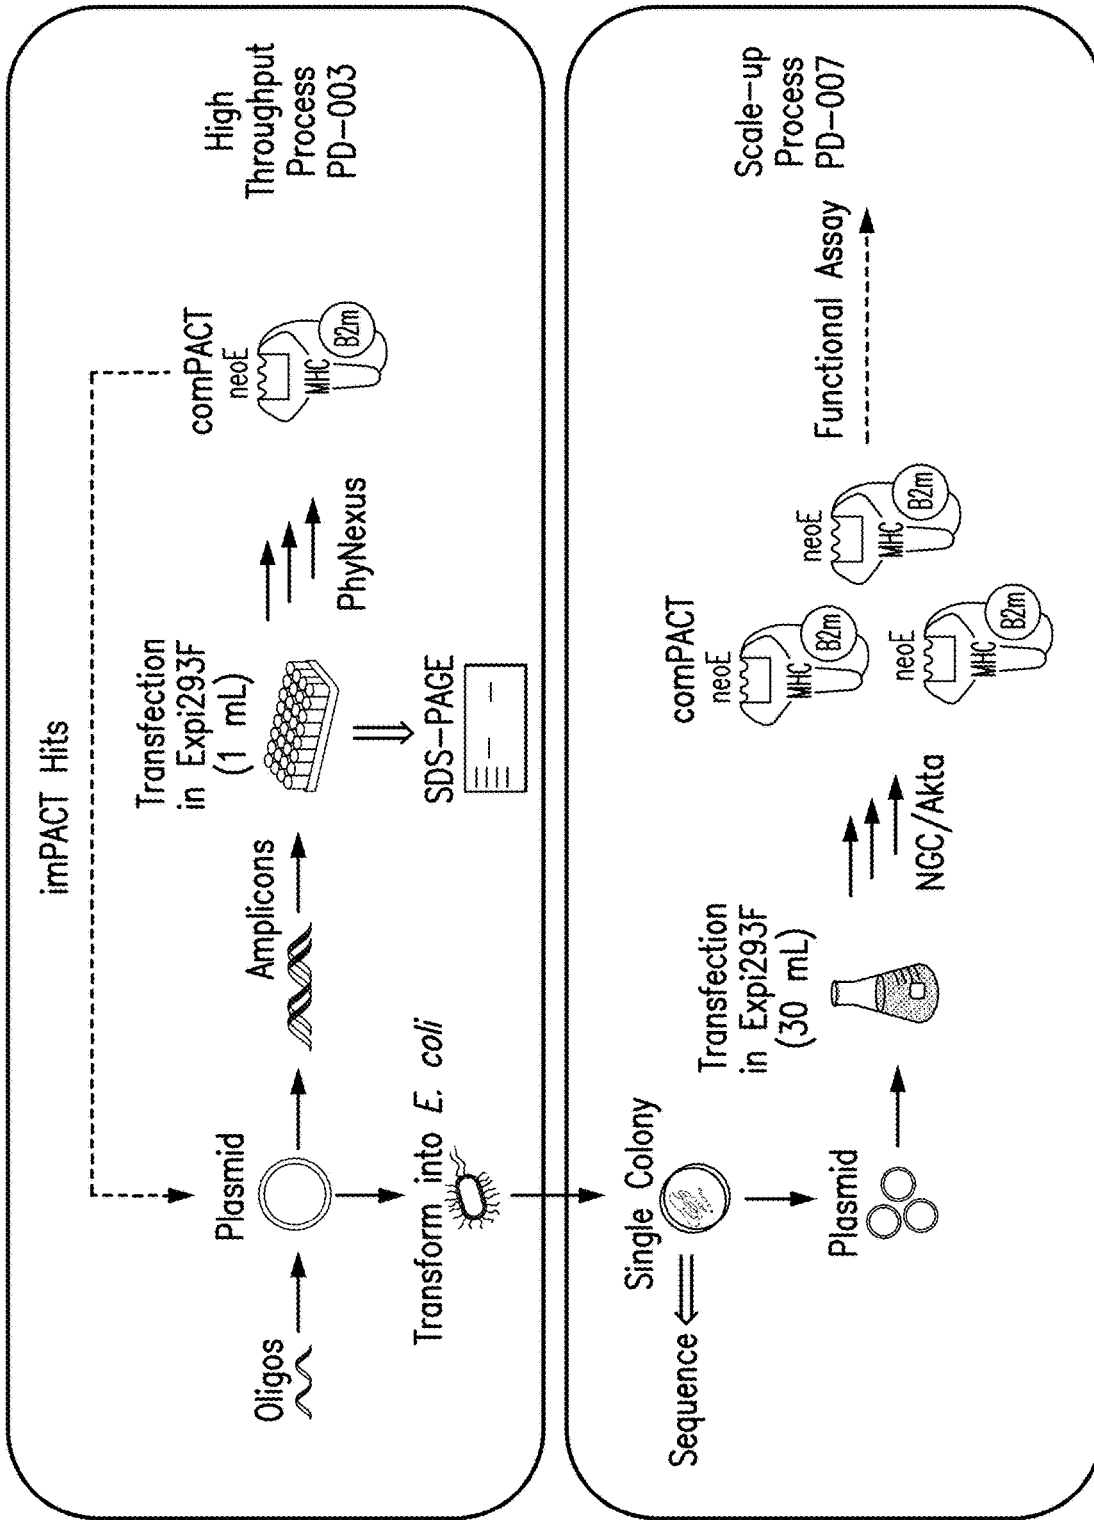 imPACT Hits
Oligos
Plasmid
Amplicons
Transfection
in Expi293F
(1 mL)
PhyNexus
comPACT
neoE
MHC
B2m
High
Throughput
Process
PD-003
SDS-PAGE
Transform into E. coli
Single Colony
Sequence
Plasmid
Transfection
in Expi293F
(30 mL)
NGC/Akta
comPACT
neoE
MHC
B2m
neoE
MHC
B2m
neoE
MHC
B2m
Functional Assay
Scale-up
Process
PD-007